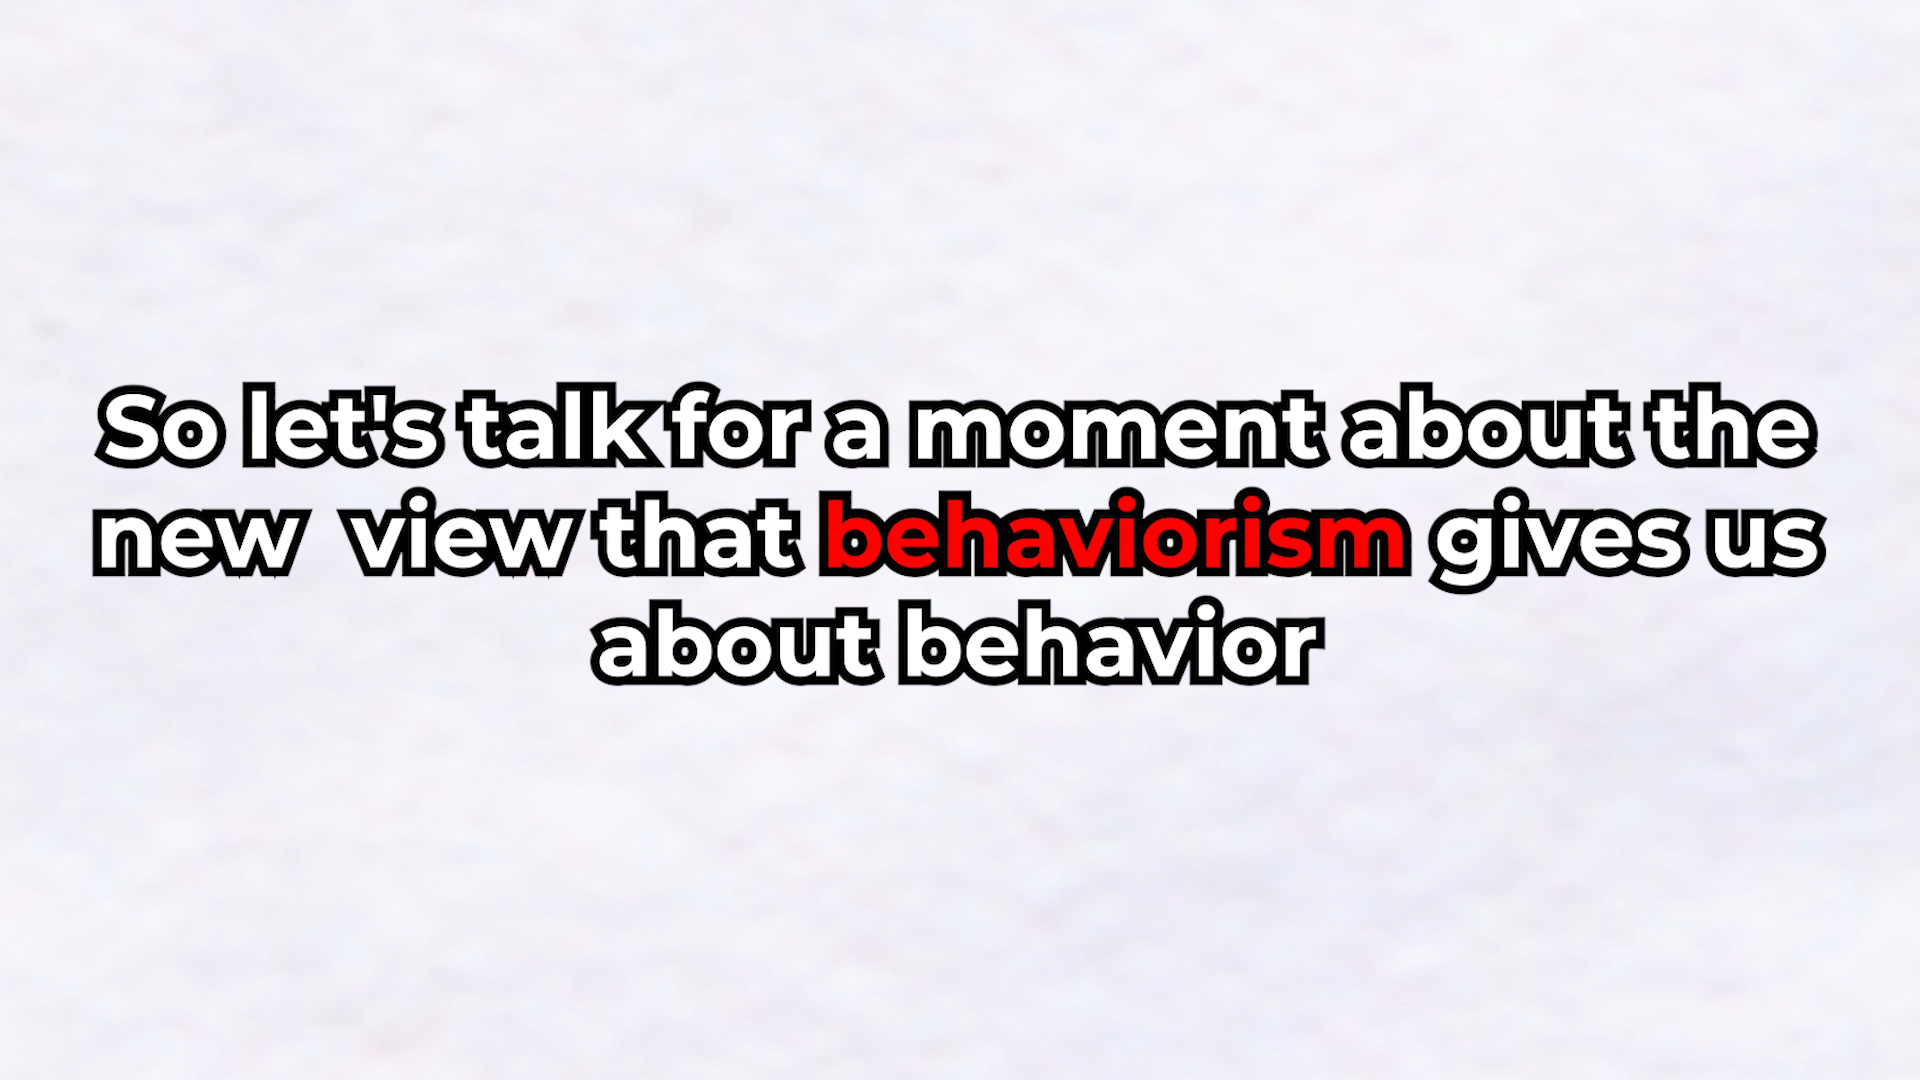 So let's talk for a moment about the
new  view that behaviorism gives us
about behavior